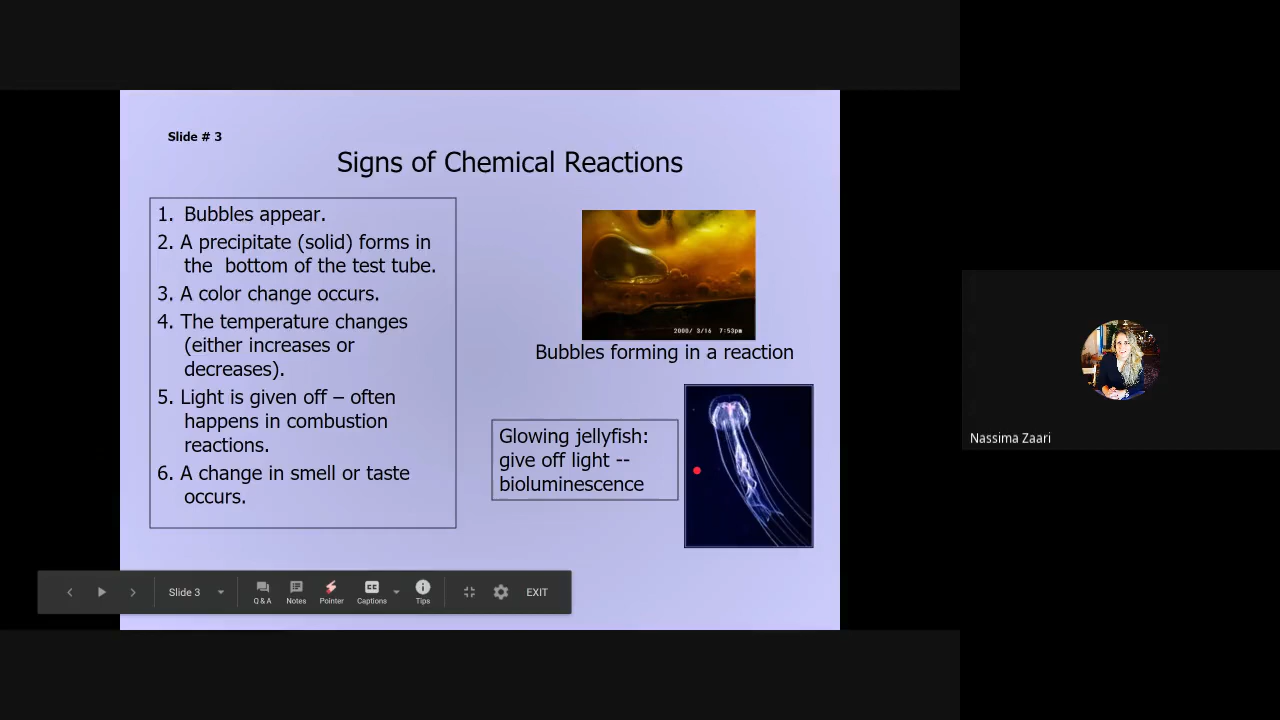 Slide # 3
Signs of Chemical Reactions
1. Bubbles appear.
2. A precipitate (solid) forms in
the bottom of the test tube.
3. A color change occurs.
4. The temperature changes
(either increases or
decreases).
5. Light is given off – often
happens in combustion
reactions.
6. A change in smell or taste
occurs.
2000/ 3/16 7:53pm
Bubbles forming in a reaction
Glowing jellyfish:
give off light --
bioluminescence
Nassima Zaari
Slide 3
Q & A
Notes
Pointer
CC
Captions
Tips
EXIT